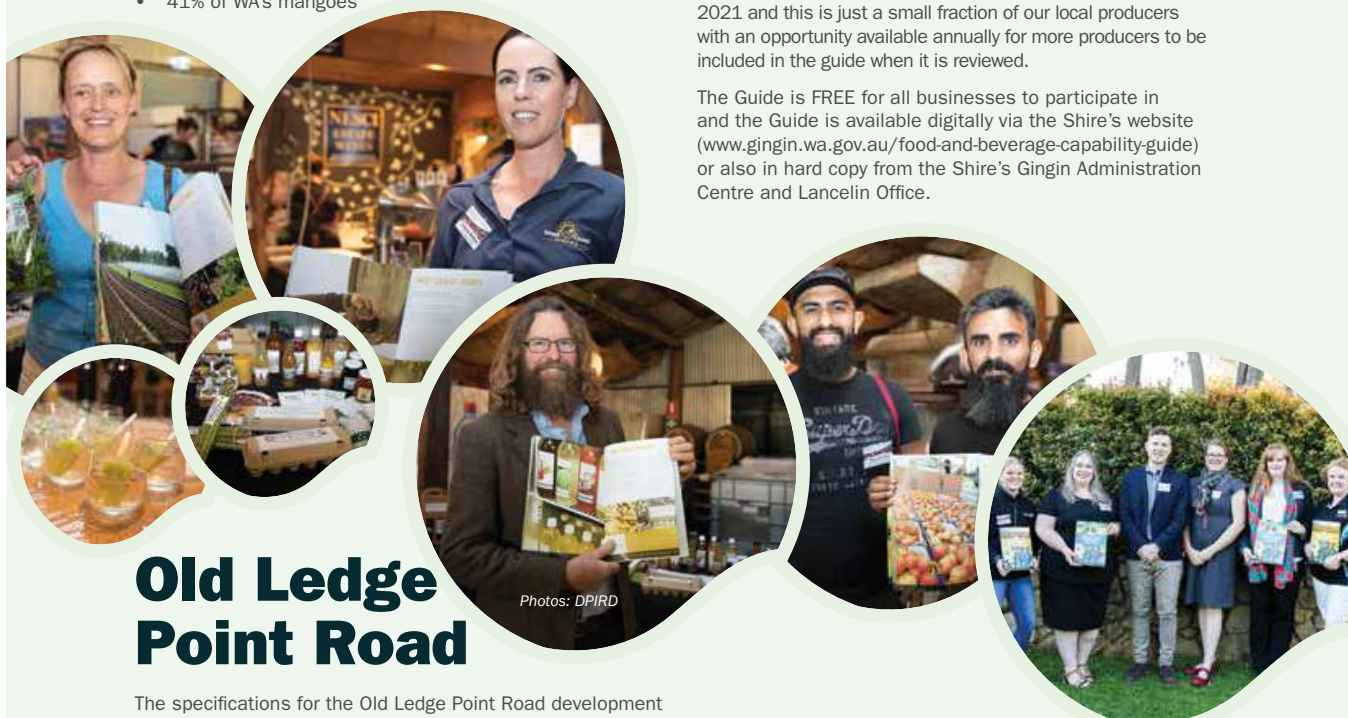 • 41% of WA's mangoes
2021 and this is just a small fraction of our local producers
with an opportunity available annually for more producers to be
included in the guide when it is reviewed.
The Guide is FREE for all businesses to participate in
and the Guide is available digitally via the Shire's website
(www.gingin.wa.gov.au/food-and-beverage-capability-guide)
or also in hard copy from the Shire's Gingin Administration
Centre and Lancelin Office.
NESCI
ESTATE
WINES
VINTAGE
Photos: DPIRD
Old Ledge
Point Road
The specifications for the Old Ledge Point Road development